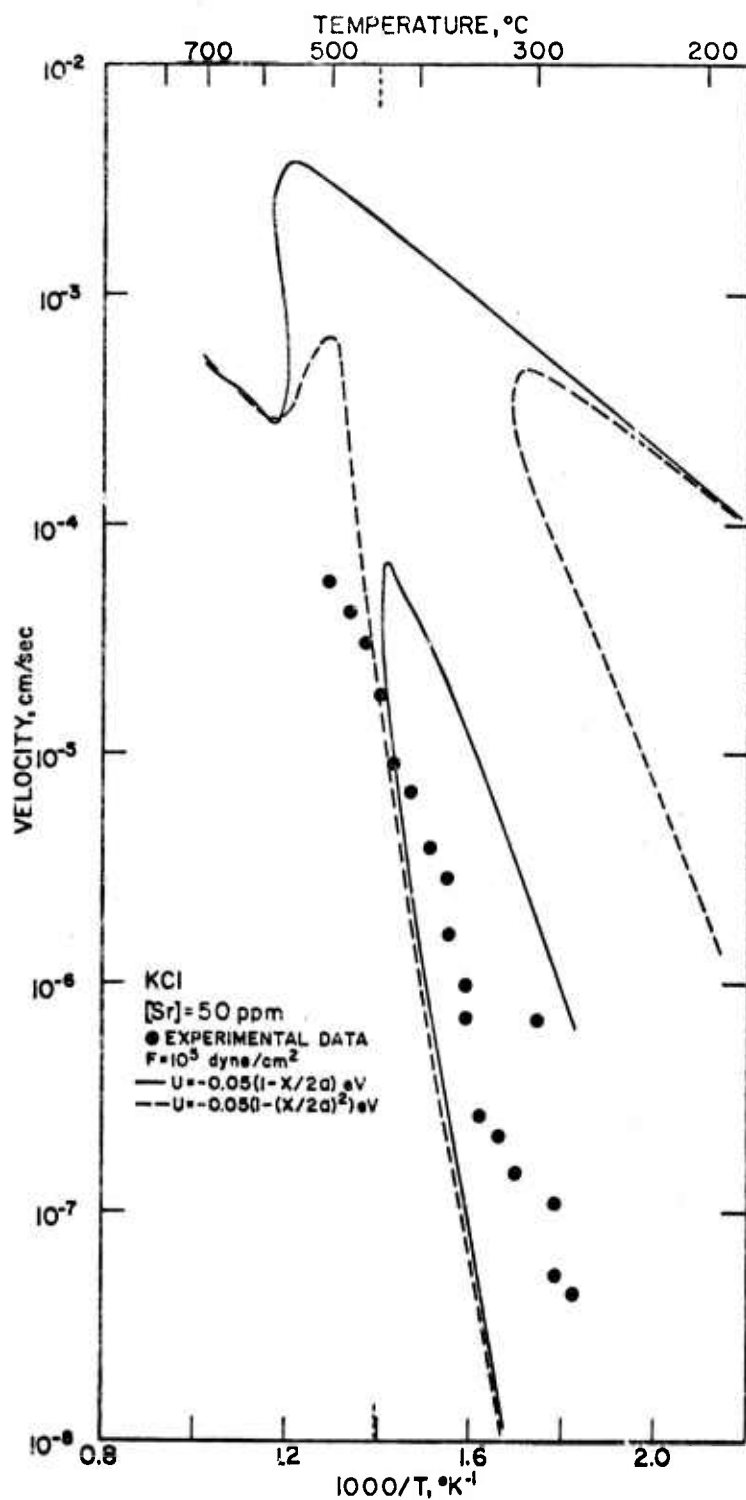 TEMPERATURE, °C
700 500 300 200
10⁻²
10⁻³
10⁻⁴
10⁻⁵
10⁻⁶
10⁻⁷
10⁻⁸
VELOCITY, cm/sec
KCl
[Sr]=50 ppm
● EXPERIMENTAL DATA
F=10⁵ dyne/cm²
— U=-0.05(1-X/2a) eV
--- U=-0.05(1-(X/2a)²) eV
0.8 1.2 1.6 2.0
1000/T, °K⁻¹